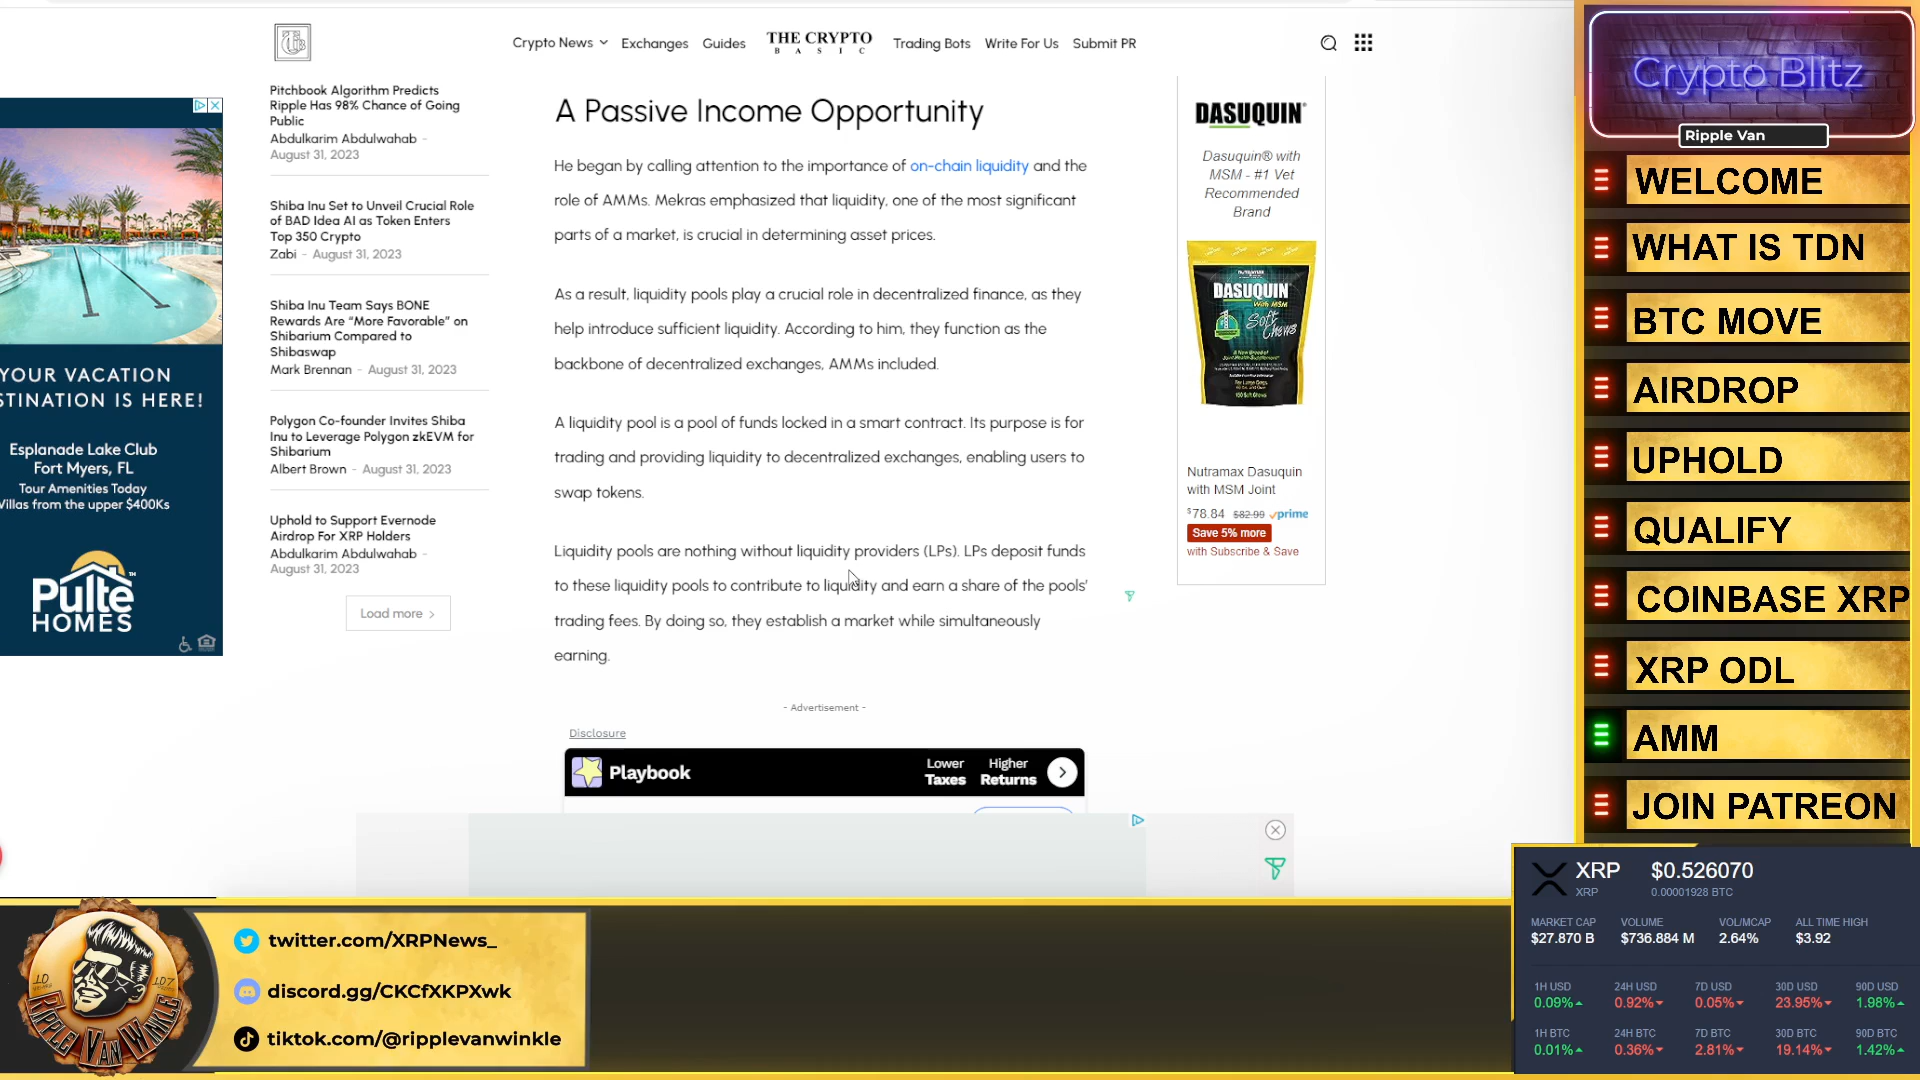 Crypto News
Exchanges
Guides
THE CRYPTO
BASIC
Trading Bots
Write For Us
Submit PR
YOUR VACATION
STINATION IS HERE!
Esplanade Lake Club
Fort Myers, FL
Tour Amenities Today
Villas from the upper $400Ks
Pulte
HOMES
Pitchbook Algorithm Predicts
Ripple Has 98% Chance of Going
Public
Abdulkarim Abdulwahab -
August 31, 2023
Shiba Inu Set to Unveil Crucial Role
of BAD Idea AI as Token Enters
Top 350 Crypto
Zabi - August 31, 2023
Shiba Inu Team Says BONE
Rewards Are “More Favorable” on
Shibarium Compared to
Shibaswap
Mark Brennan - August 31, 2023
Polygon Co-founder Invites Shiba
Inu to Leverage Polygon zkEVM for
Shibarium
Albert Brown - August 31, 2023
Uphold to Support Evernode
Airdrop For XRP Holders
Abdulkarim Abdulwahab -
August 31, 2023
Load more >
A Passive Income Opportunity
He began by calling attention to the importance of on-chain liquidity and the
role of AMMs. Mekras emphasized that liquidity, one of the most significant
parts of a market, is crucial in determining asset prices.
As a result, liquidity pools play a crucial role in decentralized finance, as they
help introduce sufficient liquidity. According to him, they function as the
backbone of decentralized exchanges, AMMs included.
A liquidity pool is a pool of funds locked in a smart contract. Its purpose is for
trading and providing liquidity to decentralized exchanges, enabling users to
swap tokens.
Liquidity pools are nothing without liquidity providers (LPs). LPs deposit funds
to these liquidity pools to contribute to liquidity and earn a share of the pools’
trading fees. By doing so, they establish a market while simultaneously
earning.
- Advertisement -
Disclosure
Playbook
Lower
Taxes
Higher
Returns
DASUQUIN®
Dasuquin® with
MSM - #1 Vet
Recommended
Brand
DASUQUIN
With MSM
Soft
Chews
Nutramax Dasuquin
with MSM Joint
$78.84 $82.99 prime
Save 5% more
with Subscribe & Save
Crypto Blitz
Ripple Van
WELCOME
WHAT IS TDN
BTC MOVE
AIRDROP
UPHOLD
QUALIFY
COINBASE XRP
XRP ODL
AMM
JOIN PATREON
XRP $0.526070
XRP 0.00001928 BTC
MARKET CAP VOLUME VOL/MCAP ALL TIME HIGH
$27.870 B $736.884 M 2.64% $3.92
1H USD 24H USD 7D USD 30D USD 90D USD
0.09% 0.92% 0.05% 23.95% 1.98%
1H BTC 24H BTC 7D BTC 30D BTC 90D BTC
0.01% 0.36% 2.81% 19.14% 1.42%
RIPPLE VAN WINKLE
twitter.com/XRPNews_
discord.gg/CKCfXKPXwk
tiktok.com/@ripplevanwinkle